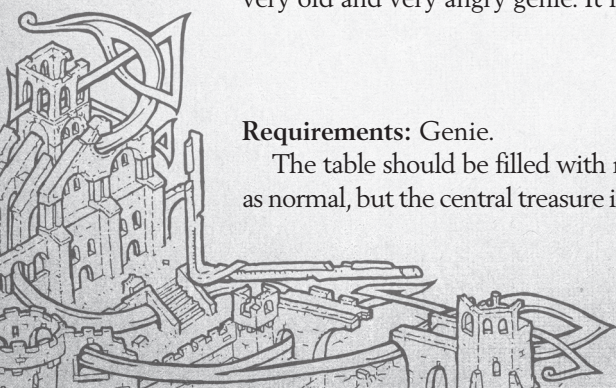 very old and very angry genie. It
Requirements: Genie.
The table should be filled with
as normal, but the central treasure